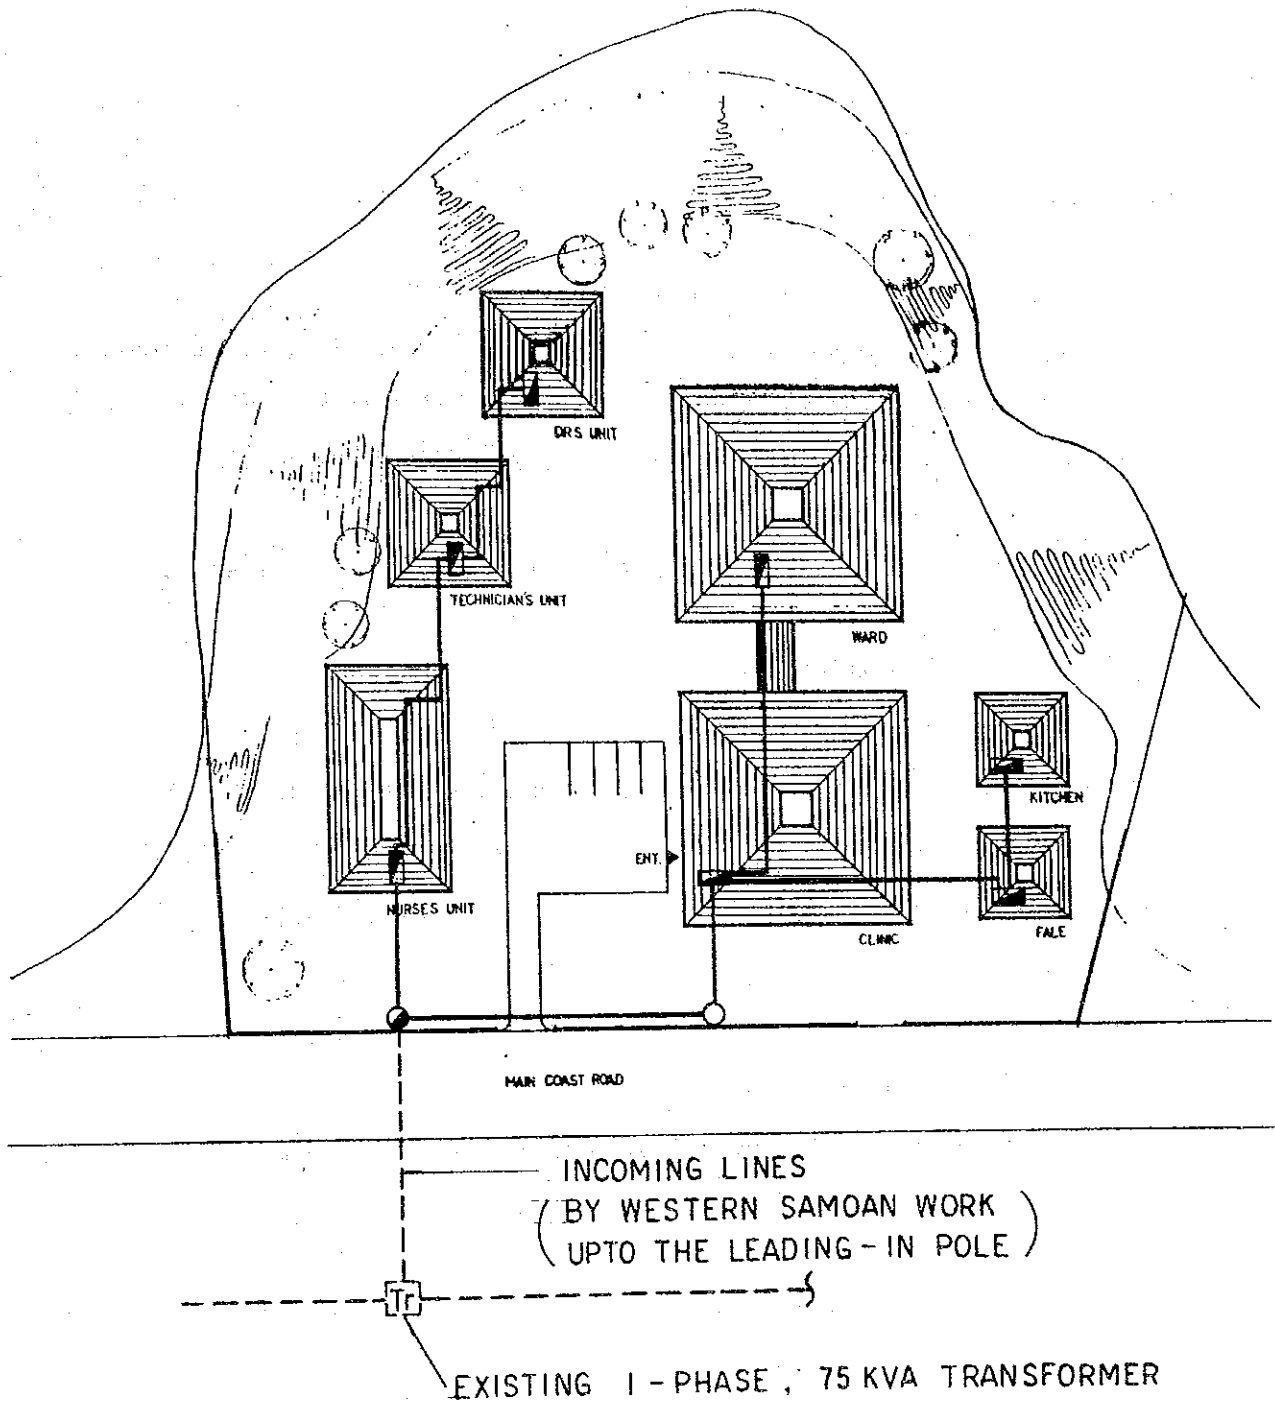 DRS UNIT
TECHNICIAN'S UNIT
WARD
KITCHEN
ENT.
NURSES UNIT
CLINIC
FALE
MAIN COAST ROAD
INCOMING LINES
(BY WESTERN SAMOAN WORK
UPTO THE LEADING-IN POLE)
Tr
EXISTING 1-PHASE, 75 KVA TRANSFORMER